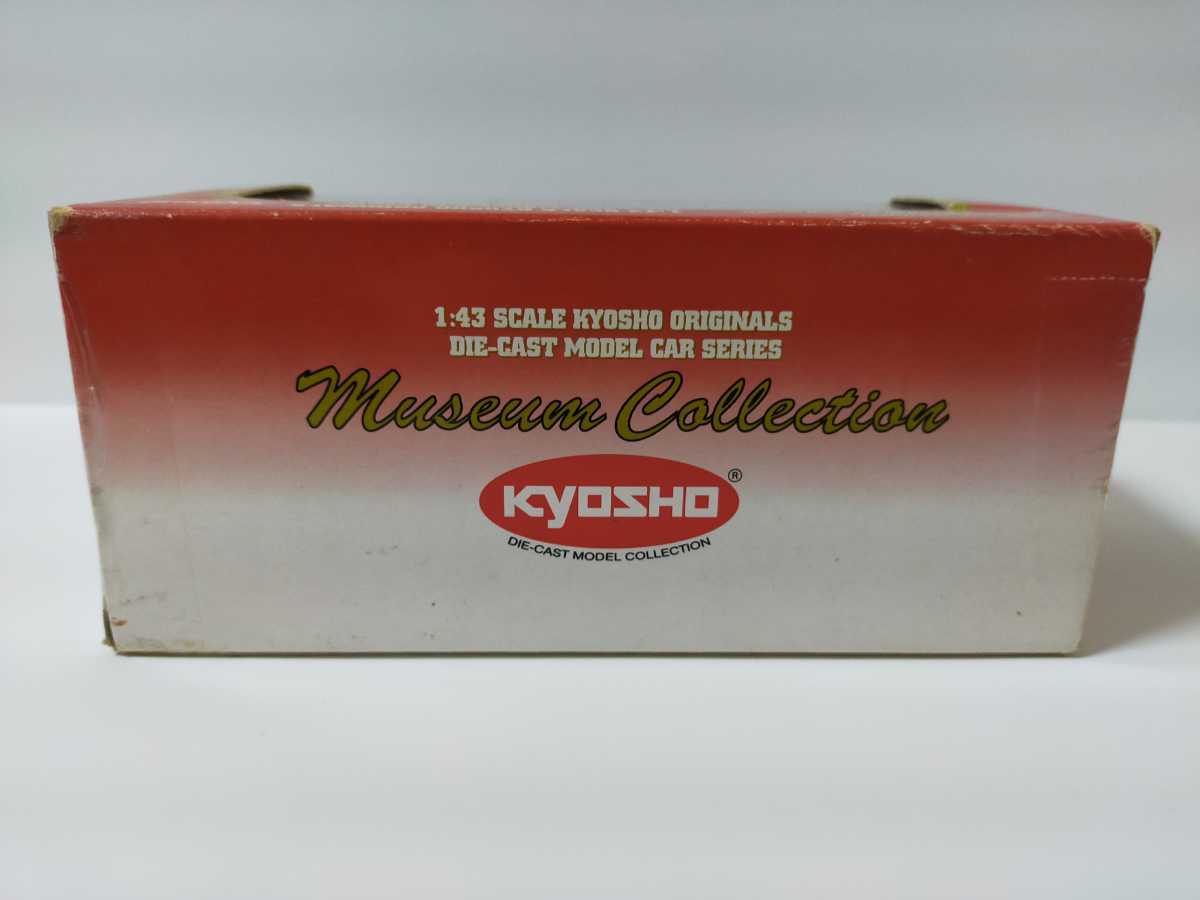 1:43 SCALE KYOSHO ORIGINALS
DIE-CAST MODEL CAR SERIES
Museum Collection
KYOSHO ®
DIE-CAST MODEL COLLECTION